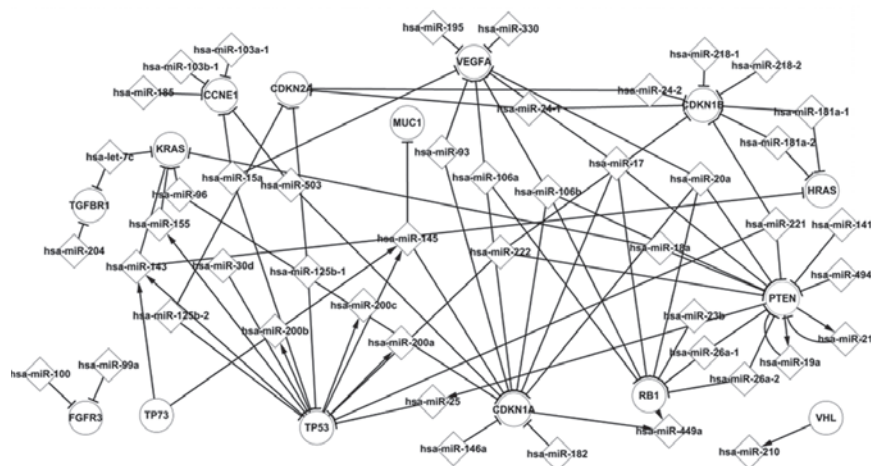 hsa-miR-195
hsa-miR-330
hsa-miR-103a-1
hsa-miR-103b-1
hsa-miR-218-1
VEGFA
hsa-miR-218-2
hsa-miR-185
CCNE1
CDKN2A
hsa-miR-24-2
hsa-miR-24-1
CDKN1B
hsa-miR-181a-1
MUC1
hsa-miR-181a-2
KRAS
hsa-let-7c
hsa-miR-93
hsa-miR-17
hsa-miR-15a
hsa-miR-503
hsa-miR-106a
hsa-miR-106b
hsa-miR-20a
HRAS
hsa-miR-96
TGFBR1
hsa-miR-155
hsa-miR-221
hsa-miR-141
hsa-miR-145
hsa-miR-18a
hsa-miR-204
hsa-miR-222
hsa-miR-143
hsa-miR-30d
hsa-miR-125b-1
hsa-miR-494
PTEN
hsa-miR-200c
hsa-miR-125b-2
hsa-miR-23b
hsa-miR-200b
hsa-miR-200a
hsa-miR-21
hsa-miR-26a-1
hsa-miR-19a
hsa-miR-99a
hsa-miR-100
hsa-miR-26a-2
RB1
hsa-miR-25
FGFR3
TP73
TP53
CDKN1A
VHL
hsa-miR-449a
hsa-miR-146a
hsa-miR-182
hsa-miR-210